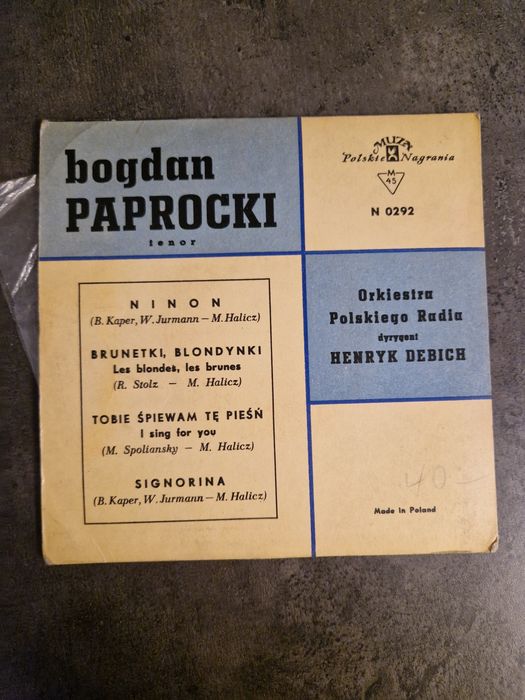 bogdan
PAPROCKI
tenor
NINON
(B. Kaper, W. Jurmann — M. Halicz)
BRUNETKI, BLONDYNKI
Les blondes, les brunes
(R. Stolz — M. Halicz)
TOBIE ŚPIEWAM TĘ PIEŚŃ
I sing for you
(M. Spoliansky — M. Halicz)
SIGNORINA
(B. Kaper, W. Jurmann — M. Halicz)
MUZA
Polskie Nagrania
M
45
N 0292
Orkiestra
Polskiego Radia
dyrygent
HENRYK DEBICH
40-
Made in Poland